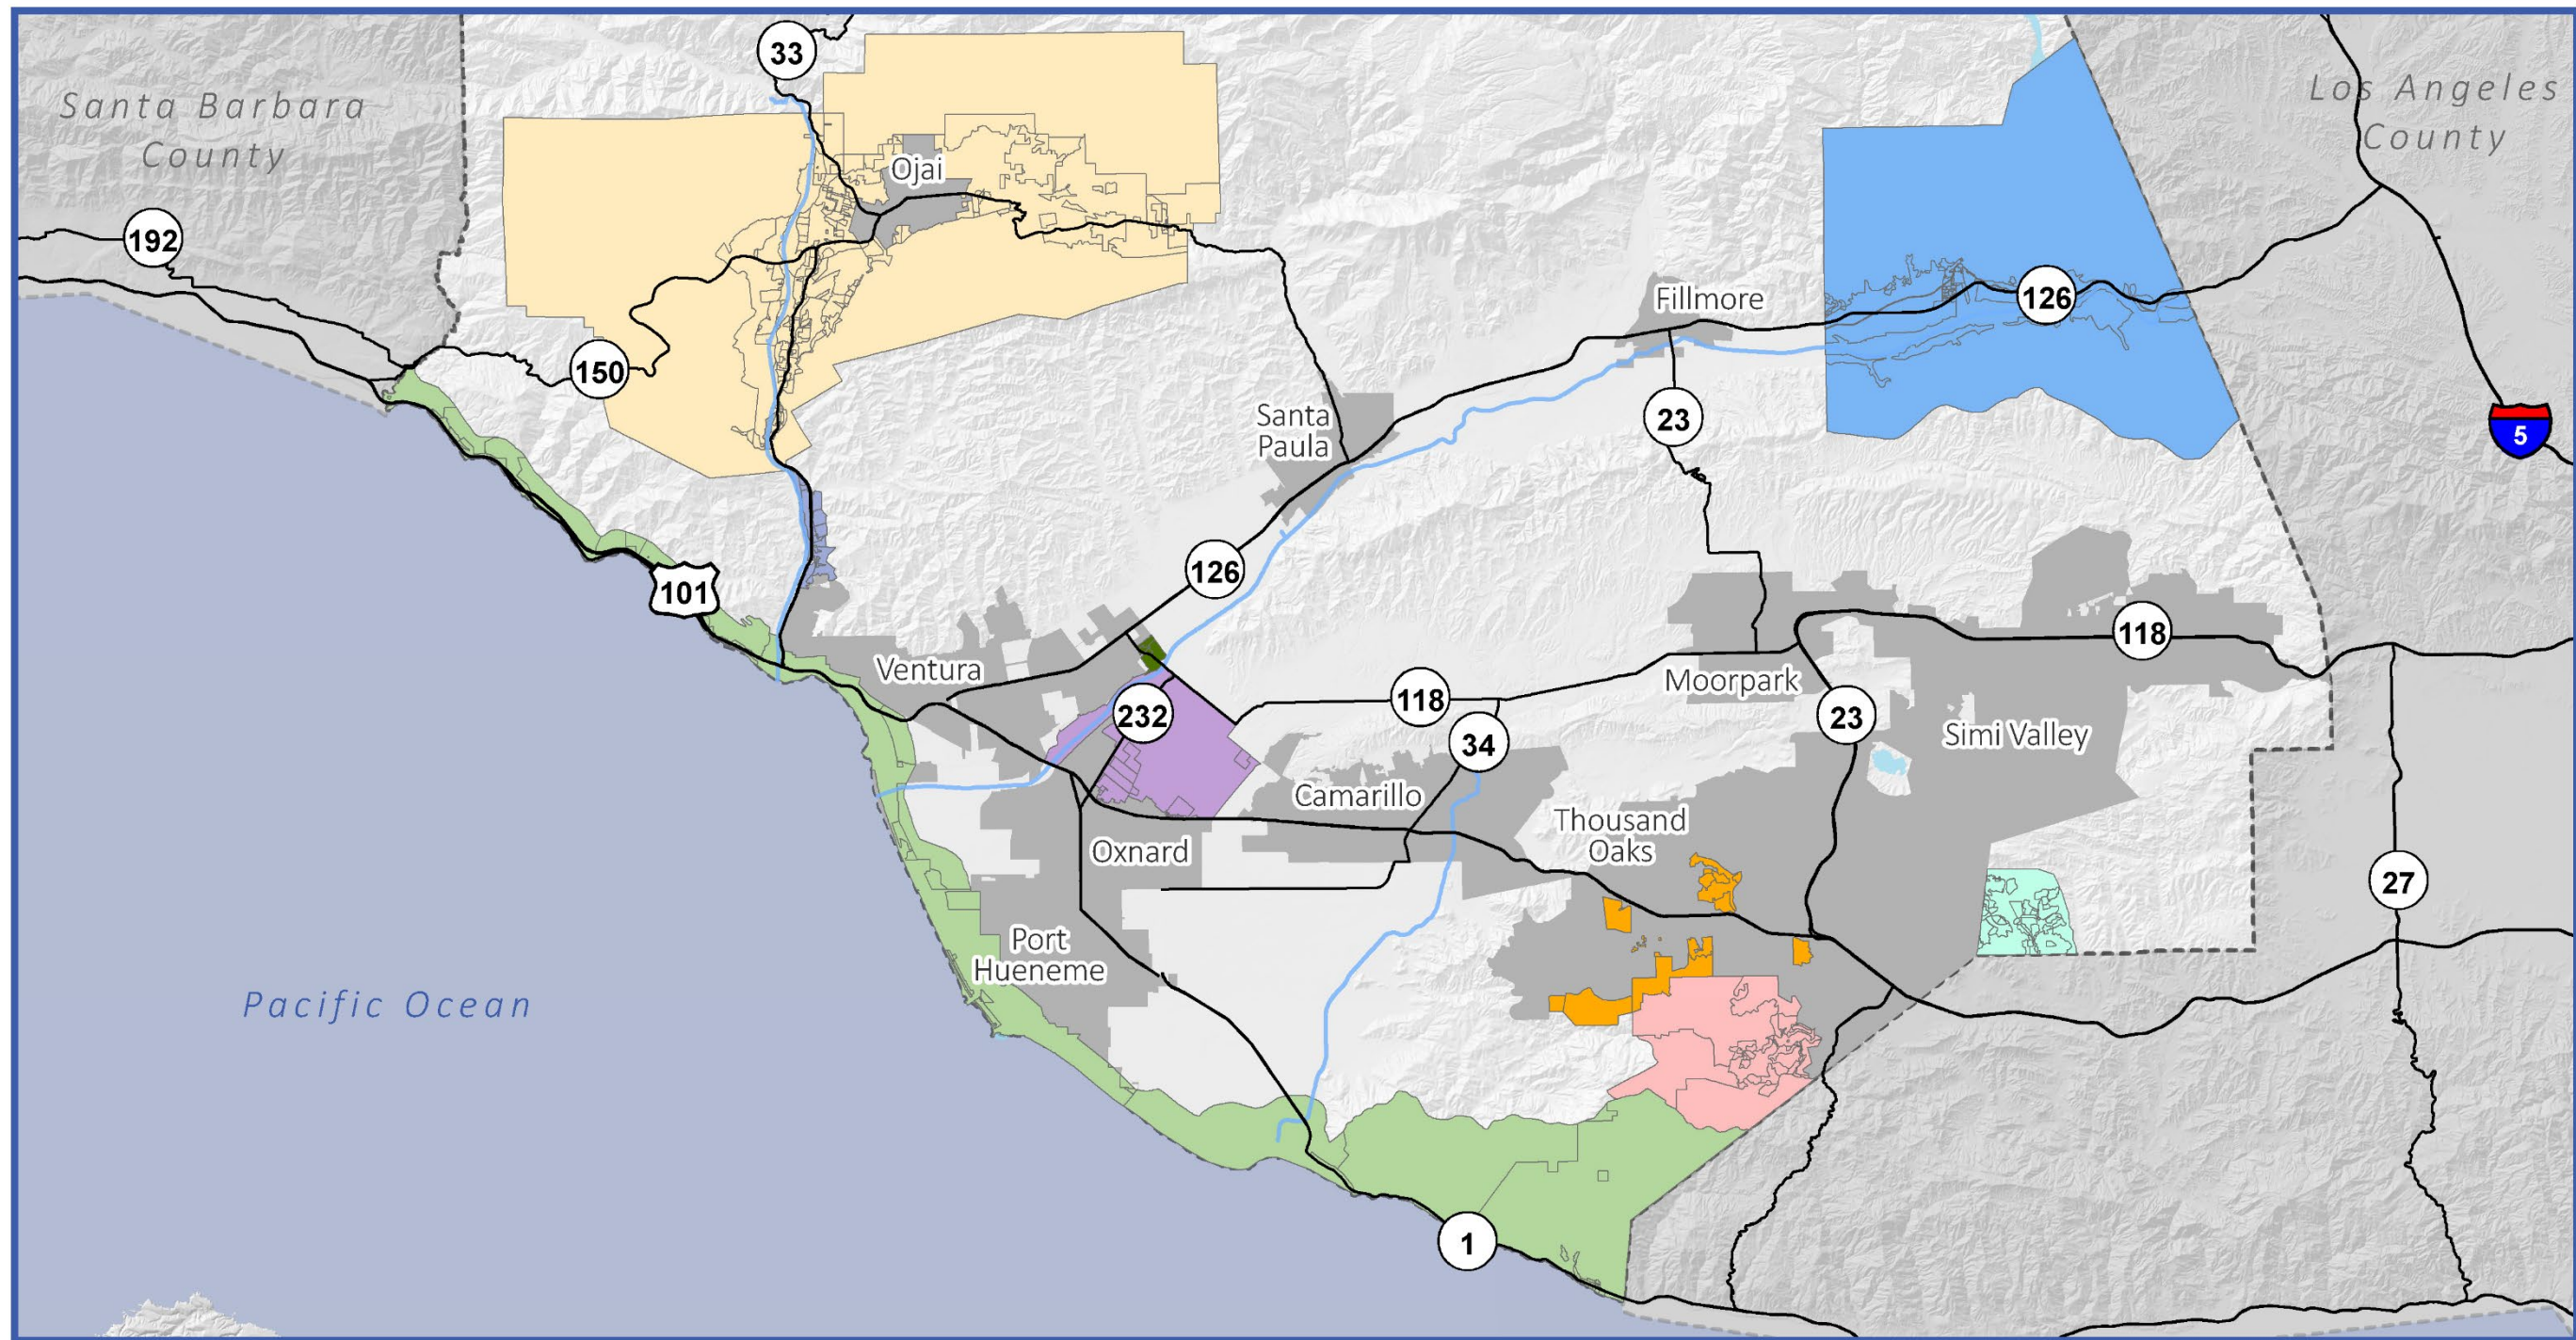 33
Santa Barbara
County
Los Angeles
County
Ojai
192
Fillmore
126
150
Santa
Paula
23
5
126
101
118
Ventura
118
Moorpark
232
23
34
Simi Valley
Camarillo
Thousand
Oaks
Oxnard
27
Port
Hueneme
Pacific Ocean
1